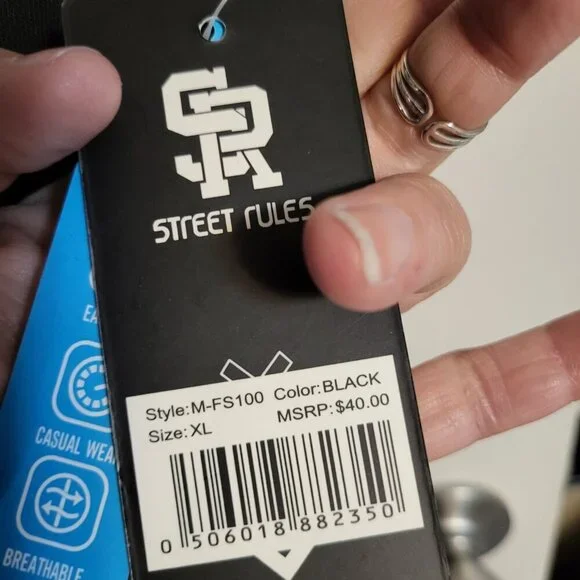 SR
STREET RULES
Style:M-FS100 Color:BLACK
Size:XL MSRP:$40.00
0 506018 882350
CASUAL WEA
BREATHABLE